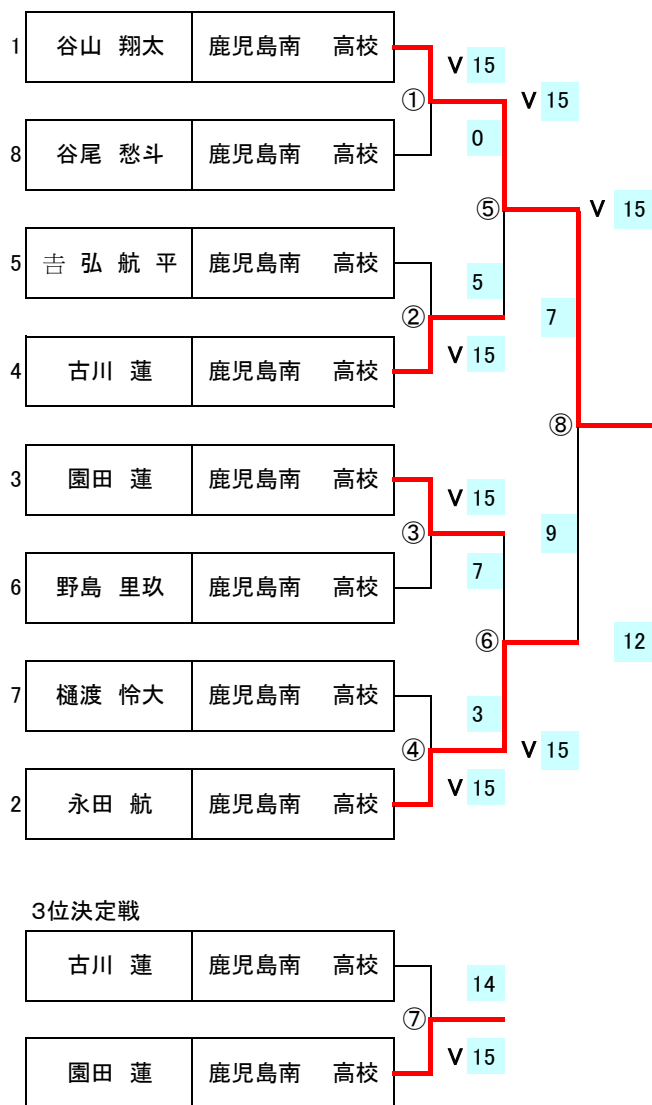 1 谷山 翔太 鹿児島南 高校
V 15
① V 15
8 谷尾 愁斗 鹿児島南 高校 0
⑤ V 15
5 𠮷 弘 航 平 鹿児島南 高校 5
② 7
4 古川 蓮 鹿児島南 高校 V 15
⑧
3 園田 蓮 鹿児島南 高校 V 15
③ 9
6 野島 里玖 鹿児島南 高校 7
⑥ 12
7 樋渡 怜大 鹿児島南 高校 3
④ V 15
2 永田 航 鹿児島南 高校 V 15
3位決定戦
古川 蓮 鹿児島南 高校 14
⑦
園田 蓮 鹿児島南 高校 V 15